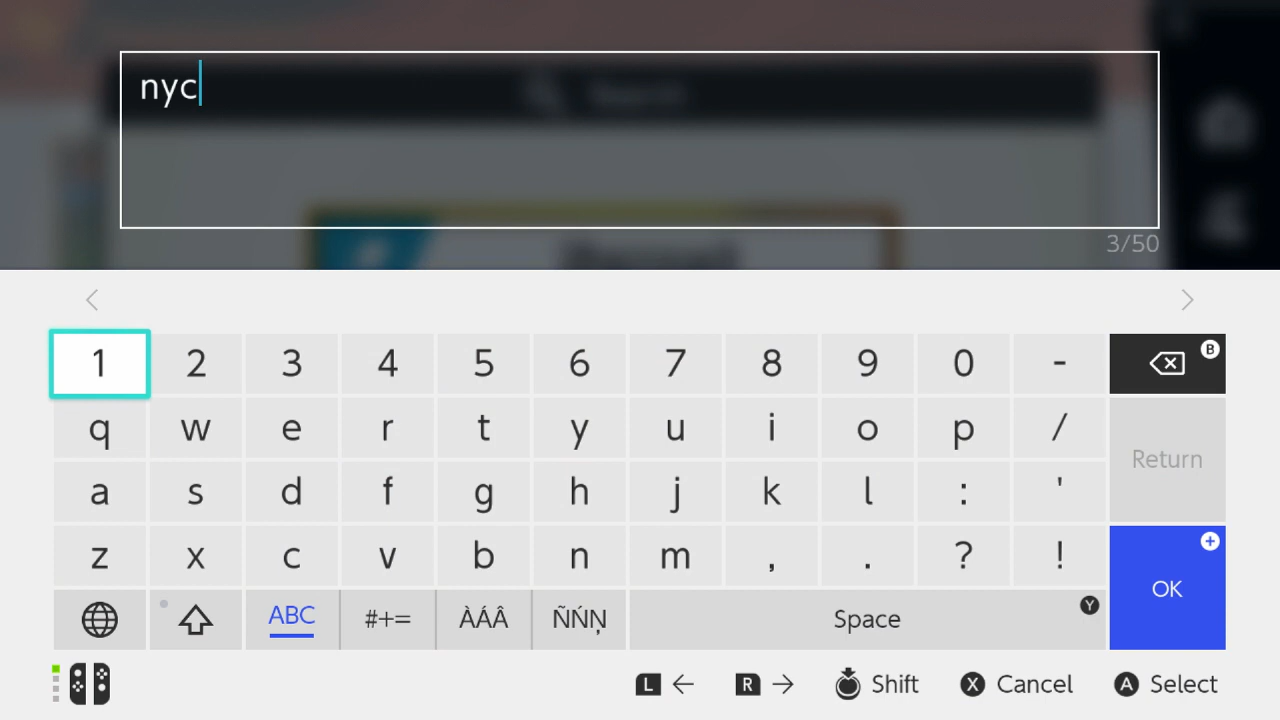 nyc
3/50
1 2 3 4 5 6 7 8 9 0 - B
q w e r t y u i o p / Return
a s d f g h j k l : '
z x c v b n m , . ? ! + OK
ABC #+= ÀÁÂ ÑŃŅ Space Y
L ← R → Shift X Cancel A Select